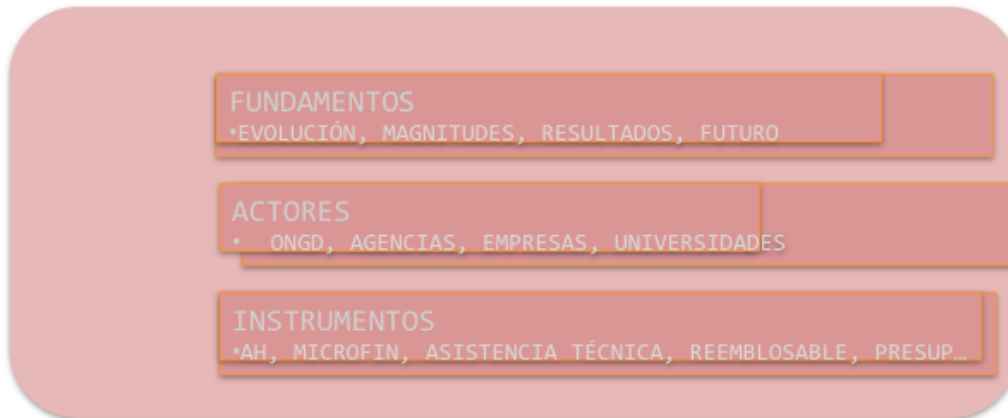 FUNDAMENTOS
•EVOLUCIÓN, MAGNITUDES, RESULTADOS, FUTURO
ACTORES
• ONGD, AGENCIAS, EMPRESAS, UNIVERSIDADES
INSTRUMENTOS
•AH, MICROFIN, ASISTENCIA TÉCNICA, REEMBLOSABLE, PRESUP…